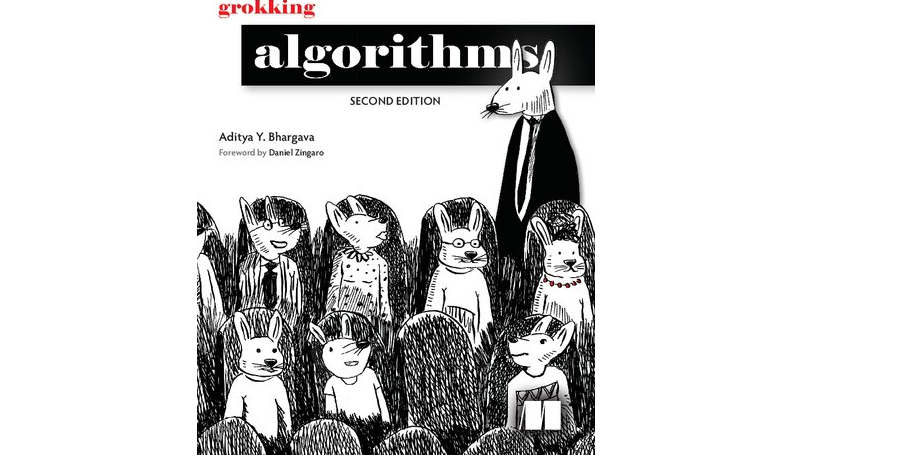 grokking
algorithms
SECOND EDITION
Aditya Y. Bhargava
Foreword by Daniel Zingaro